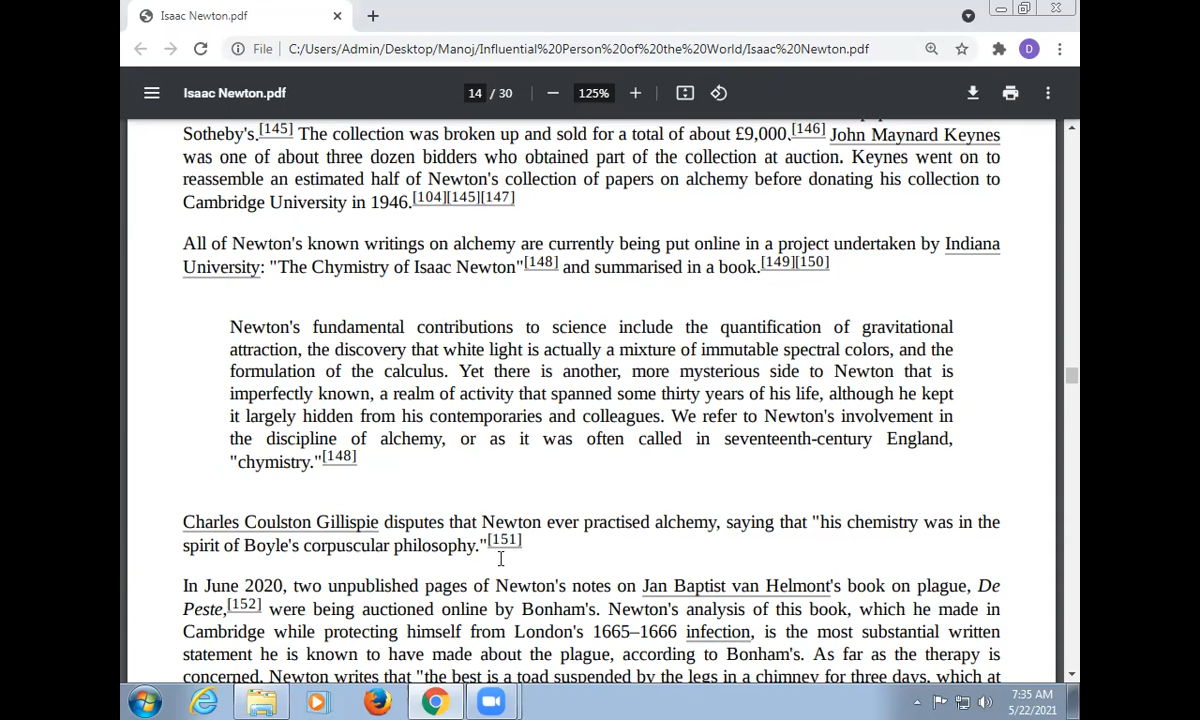 Isaac Newton.pdf
File
C:/Users/Admin/Desktop/Manoj/Influential%20Person%20of%20the%20World/Isaac%20Newton.pdf
D
Isaac Newton.pdf
14 / 30
125%
Sotheby's.[145] The collection was broken up and sold for a total of about £9,000.[146] John Maynard Keynes
was one of about three dozen bidders who obtained part of the collection at auction. Keynes went on to
reassemble an estimated half of Newton's collection of papers on alchemy before donating his collection to
Cambridge University in 1946.[104][145][147]
All of Newton's known writings on alchemy are currently being put online in a project undertaken by Indiana
University: "The Chymistry of Isaac Newton"[148] and summarised in a book.[149][150]
Newton's fundamental contributions to science include the quantification of gravitational
attraction, the discovery that white light is actually a mixture of immutable spectral colors, and the
formulation of the calculus. Yet there is another, more mysterious side to Newton that is
imperfectly known, a realm of activity that spanned some thirty years of his life, although he kept
it largely hidden from his contemporaries and colleagues. We refer to Newton's involvement in
the discipline of alchemy, or as it was often called in seventeenth-century England,
"chymistry."[148]
Charles Coulston Gillispie disputes that Newton ever practised alchemy, saying that "his chemistry was in the
spirit of Boyle's corpuscular philosophy."[151]
In June 2020, two unpublished pages of Newton's notes on Jan Baptist van Helmont's book on plague, De
Peste,[152] were being auctioned online by Bonham's. Newton's analysis of this book, which he made in
Cambridge while protecting himself from London's 1665–1666 infection, is the most substantial written
statement he is known to have made about the plague, according to Bonham's. As far as the therapy is
concerned, Newton writes that "the best is a toad suspended by the legs in a chimney for three days, which at
7:35 AM
5/22/2021